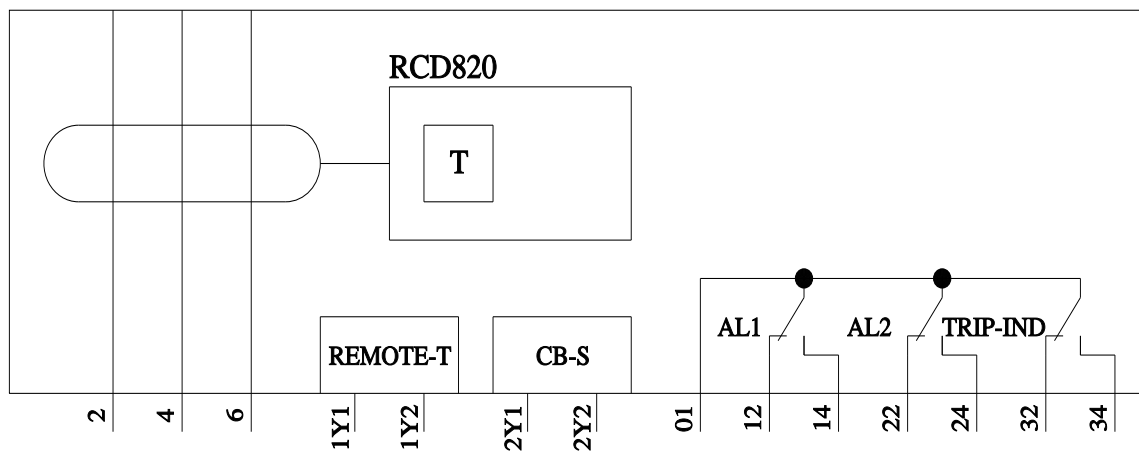 RCD820
T
AL1
AL2
TRIP-IND
REMOTE-T
CB-S
2
4
6
1Y1
1Y2
2Y1
2Y2
01
12
14
22
24
32
34